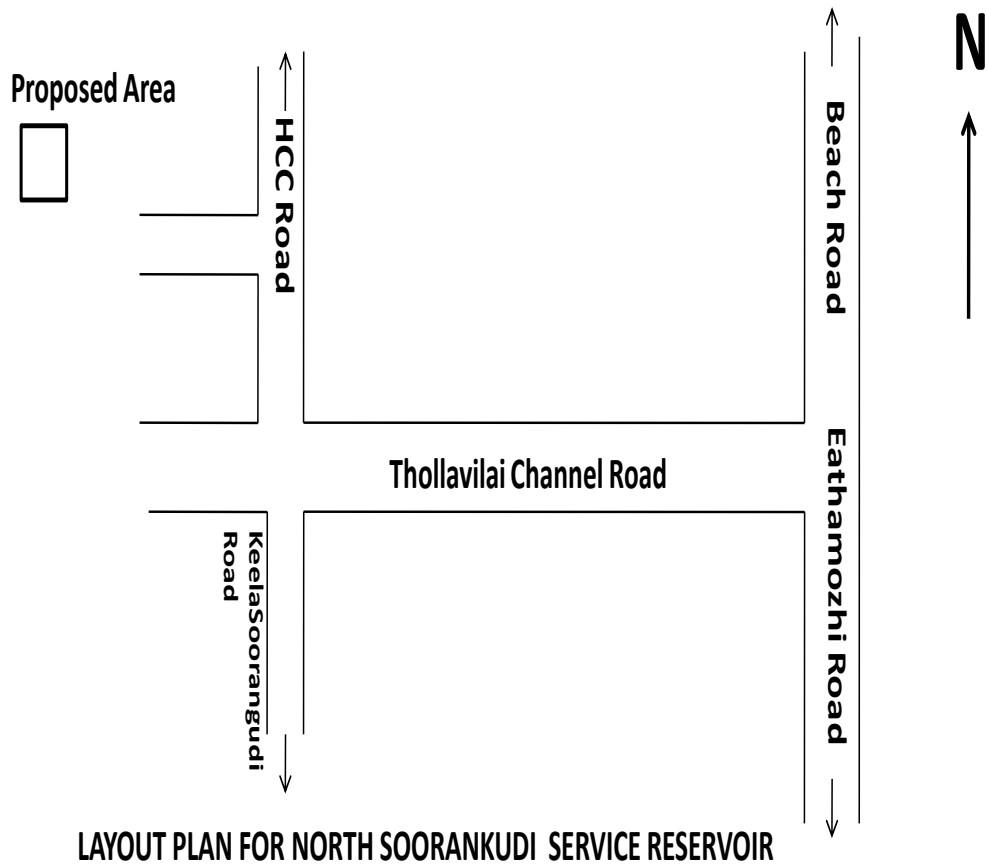 N
Proposed Area
HCC Road
Beach Road
Thollavilai Channel Road
Eathamozhi Road
KeelaSoorangudi
Road
LAYOUT PLAN FOR NORTH SOORANKUDI SERVICE RESERVOIR